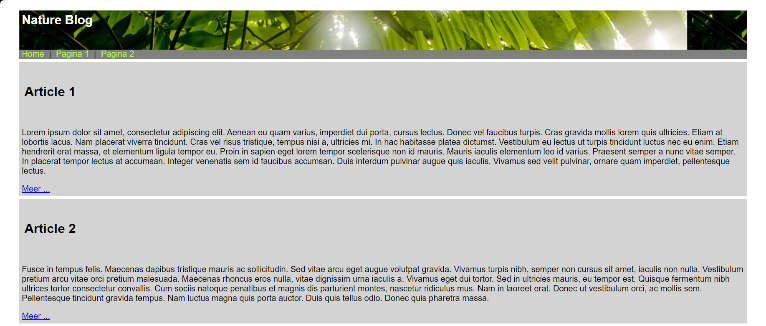 Nature Blog
Home | Pagina 1 | Pagina 2
Article 1
Lorem ipsum dolor sit amet, consectetur adipiscing elit. Aenean eu quam varius, imperdiet dui porta, cursus lectus. Donec vel faucibus turpis. Cras gravida mollis lorem quis ultricies. Etiam at
lobortis lacus. Nam placerat viverra tincidunt. Cras vel risus tristique, tempus nisi a, ultricies mi. In hac habitasse platea dictumst. Vestibulum eu lectus ut turpis tincidunt luctus nec eu enim. Etiam
hendrerit erat massa, et elementum ligula tempor eu. Proin in sapien eget lorem tempor scelerisque non id mauris. Mauris iaculis elementum leo id varius. Praesent semper a nunc vitae semper.
In placerat tempor lectus at accumsan. Integer venenatis sem id faucibus accumsan. Duis interdum pulvinar augue quis iaculis. Vivamus sed velit pulvinar, ornare quam imperdiet, pellentesque
lectus.
Meer ...
Article 2
Fusce in tempus felis. Maecenas dapibus tristique mauris ac sollicitudin. Sed vitae arcu eget augue volutpat gravida. Vivamus turpis nibh, semper non cursus sit amet, iaculis non nulla. Vestibulum
pretium arcu vitae orci pretium malesuada. Maecenas rhoncus eros nulla, vitae dignissim urna iaculis a. Vivamus eget dui tortor. Sed in ultricies mauris, eu tempor est. Quisque fermentum nibh
ultrices tortor consectetur convallis. Cum sociis natoque penatibus et magnis dis parturient montes, nascetur ridiculus mus. Nam in laoreet erat. Donec ut vestibulum orci, ac mollis sem.
Pellentesque tincidunt gravida tempus. Nam luctus magna quis porta auctor. Duis quis tellus odio. Donec quis pharetra massa.
Meer ...